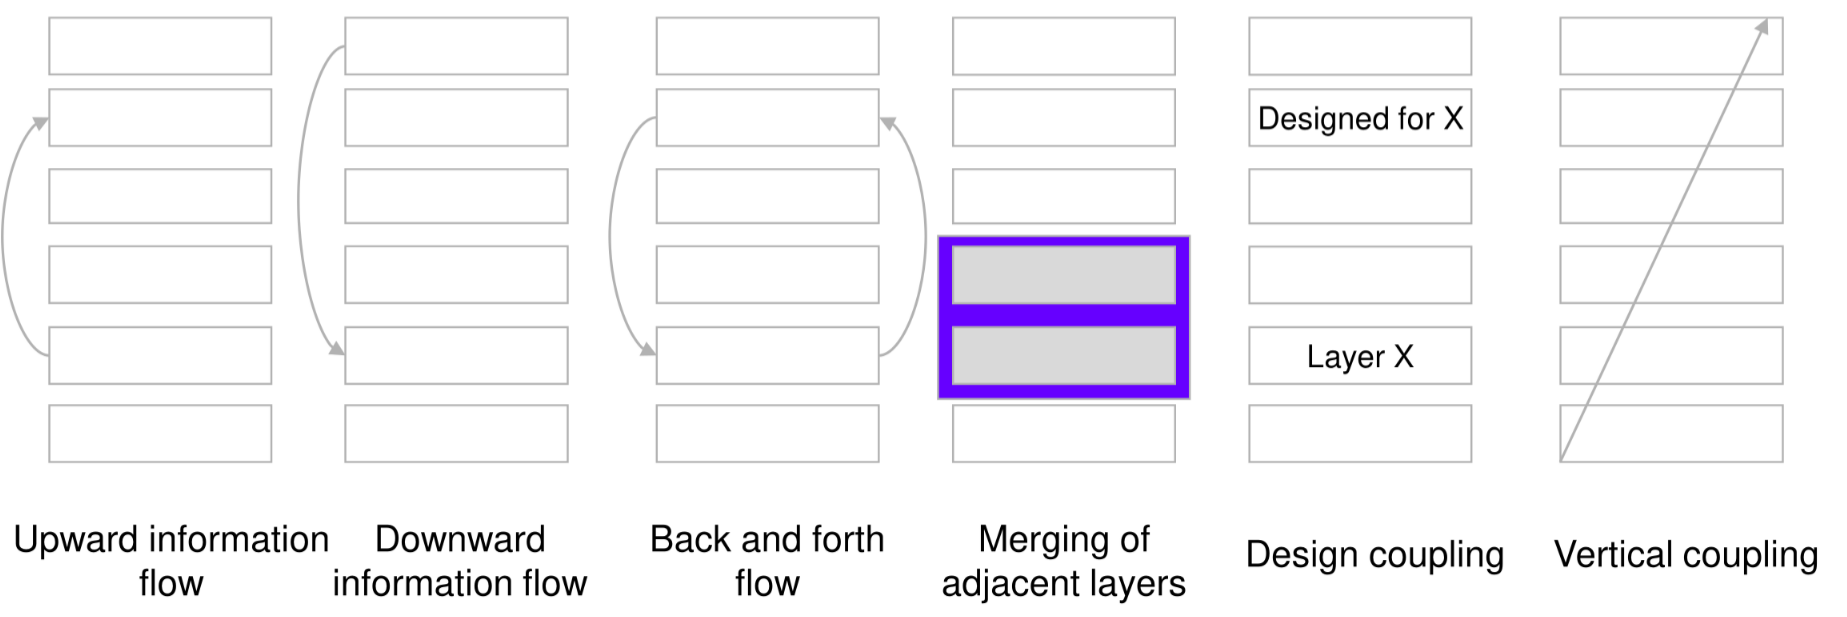 Designed for X
Layer X
Upward information
flow
Downward
information flow
Back and forth
flow
Merging of
adjacent layers
Design coupling
Vertical coupling